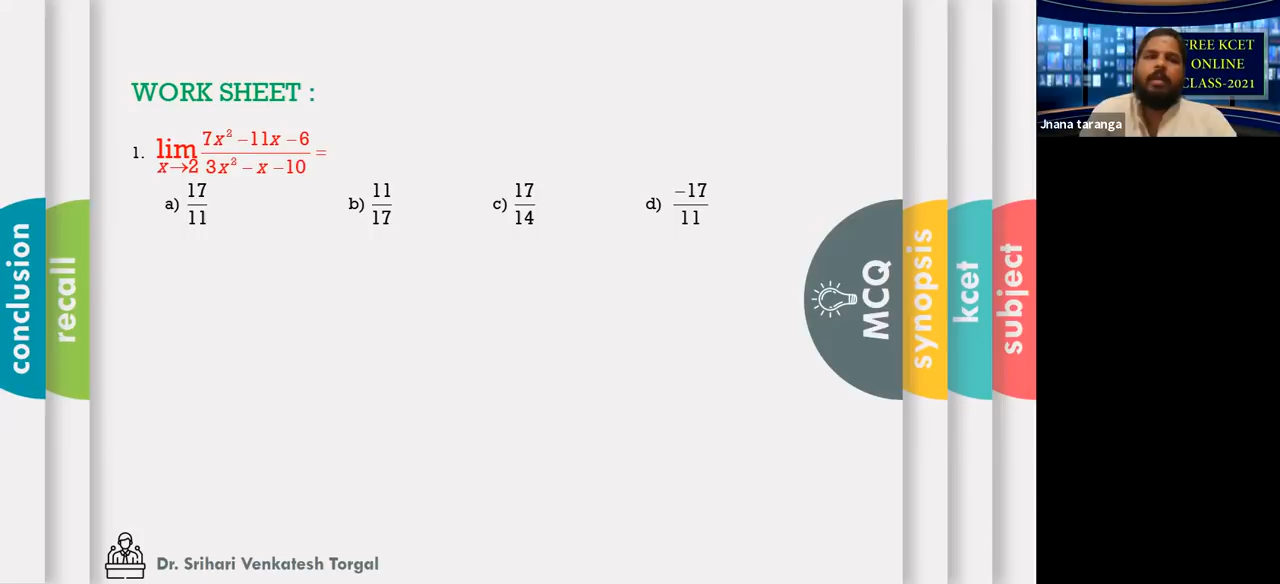 WORK SHEET :
1. lim x→2 (7x² −11x −6)/(3x² − x −10) =
a) 17/11 b) 11/17 c) 17/14 d) −17/11
conclusion
recall
MCQ
synopsis
kcet
subject
Dr. Srihari Venkatesh Torgal
FREE KCET
ONLINE
CLASS-2021
Jnana taranga